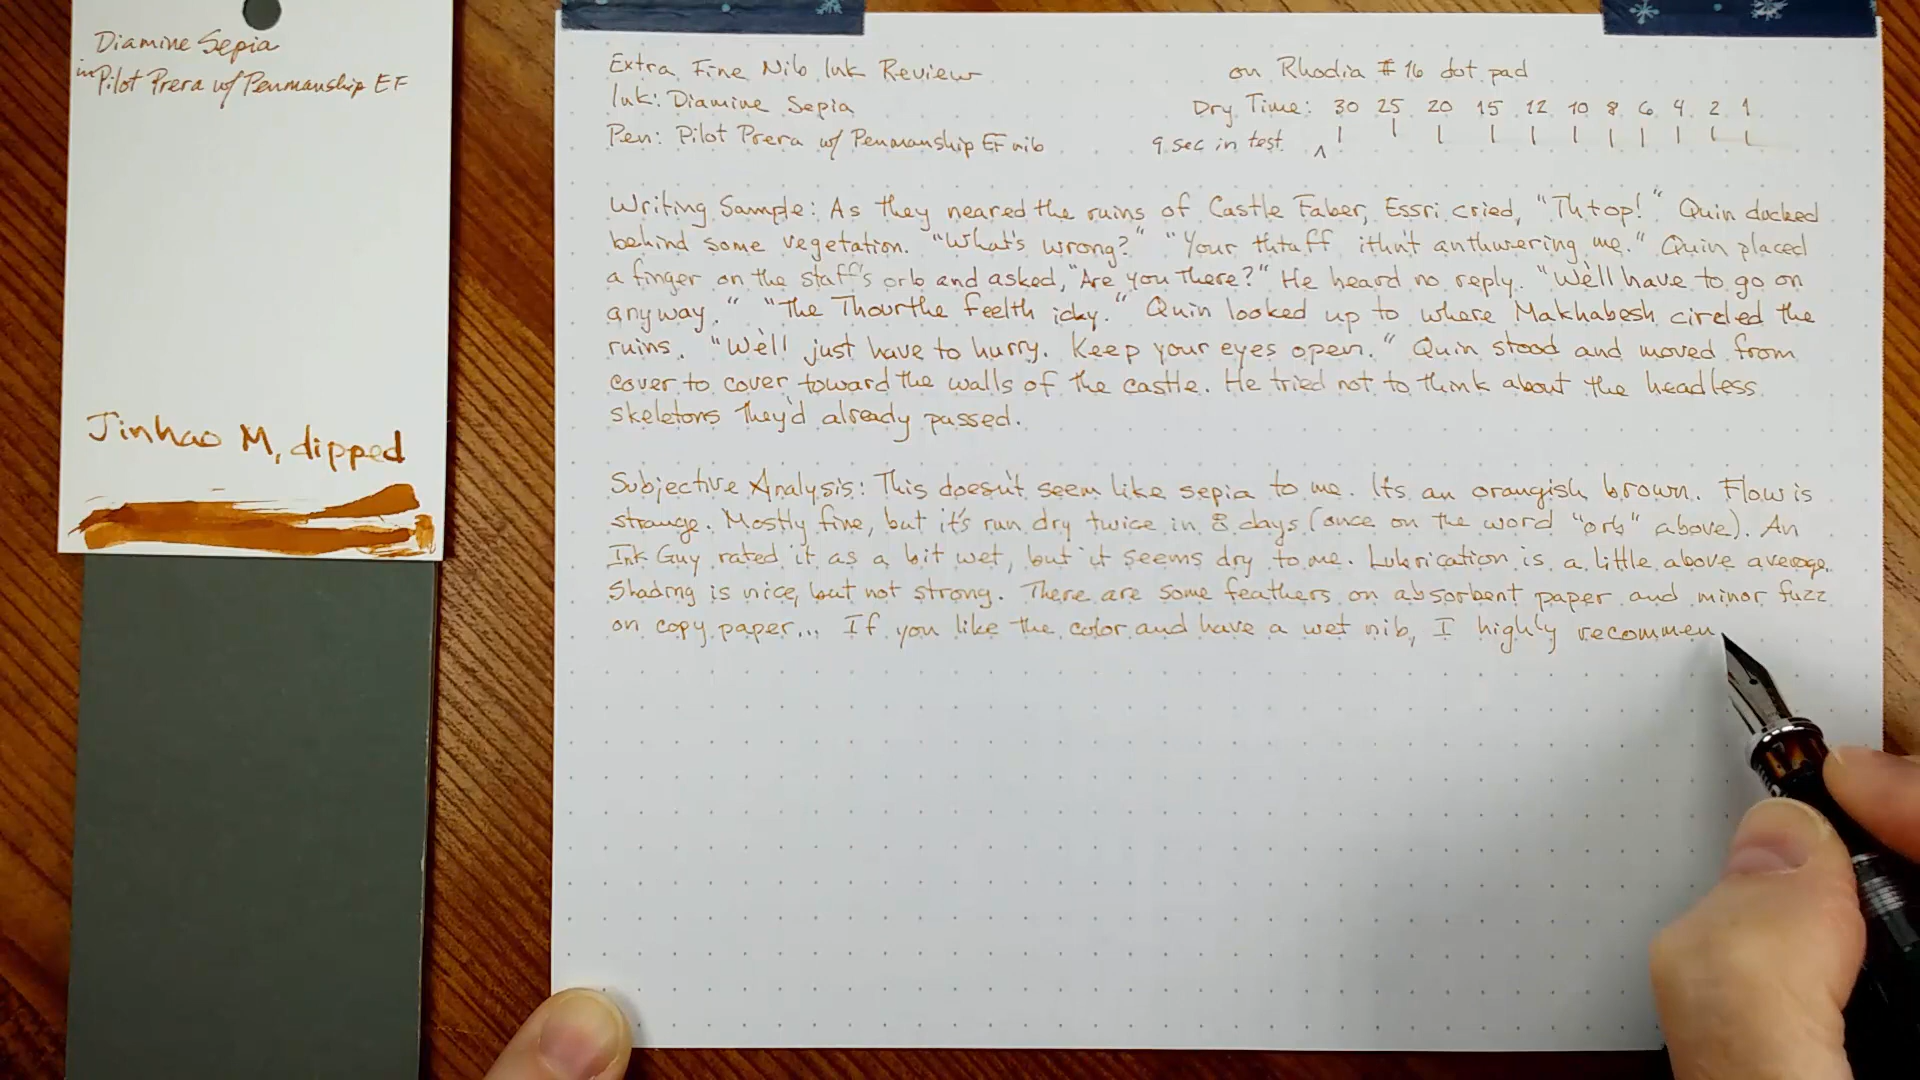 Diamine Sepia
in Pilot Prera w/ Penmanship EF
Jinhao M, dipped
Extra Fine Nib Ink Review
on Rhodia #16 dot pad
Ink: Diamine Sepia
Dry Time: 30 25 20 15 12 10 8 6 4 2 1
Pen: Pilot Prera w/ Penmanship EF nib
9 sec in test
Writing Sample: As they neared the ruins of Castle Faber, Essri cried, "Thtop!" Quin ducked
behind some vegetation. "What's wrong?" "Your thtaff ithn't anthwering me." Quin placed
a finger on the staff's orb and asked, "Are you there?" He heard no reply. "We'll have to go on
anyway." "The Thourthe feelth icky." Quin looked up to where Makhabesh circled the
ruins. "We'll just have to hurry. Keep your eyes open." Quin stood and moved from
cover to cover toward the walls of the castle. He tried not to think about the headless
skeletons they'd already passed.
Subjective Analysis: This doesn't seem like sepia to me. It's an orangish brown. Flow is
strange. Mostly fine, but it's run dry twice in 8 days (once on the word "orb" above). An
Ink Guy rated it as a bit wet, but it seems dry to me. Lubrication is a little above average.
Shading is nice, but not strong. There are some feathers on absorbent paper and minor fuzz
on copy paper... If you like the color and have a wet nib, I highly recommen